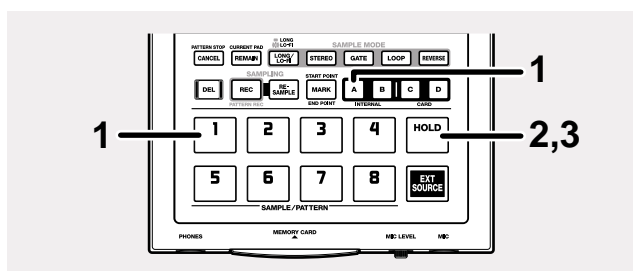 LONG
LO-FI
PATTERN STOP CURRENT PAD SAMPLE MODE
CANCEL REMAIN LONG/LO-FI STEREO GATE LOOP REVERSE
1
SAMPLING START POINT
DEL REC RE-SAMPLE MARK A B C D
PATTERN REC END POINT INTERNAL CARD
1 1 2 3 4 HOLD 2,3
5 6 7 8 EXT SOURCE
SAMPLE/PATTERN
PHONES MEMORY CARD MIC LEVEL MIC